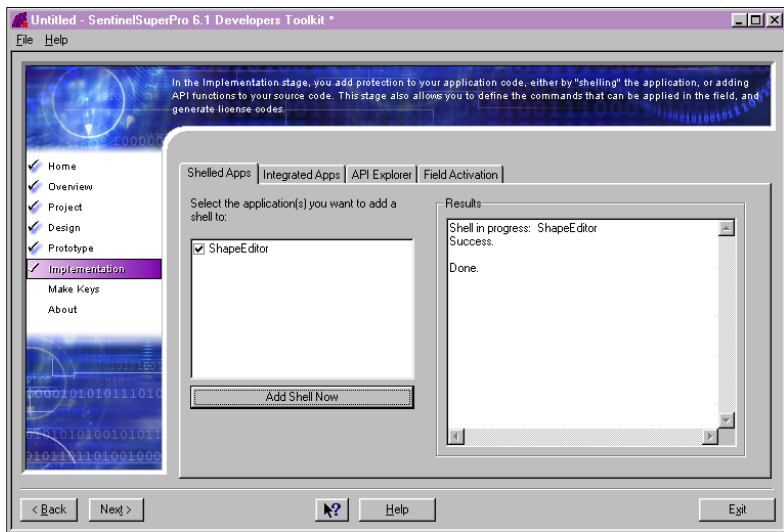 Untitled - SentinelSuperPro 6.1 Developers Toolkit *
File Help
In the Implementation stage, you add protection to your application code, either by "shelling" the application, or adding
API functions to your source code. This stage also allows you to define the commands that can be applied in the field, and
generate license codes.
Home
Overview
Project
Design
Prototype
Implementation
Make Keys
About
Shelled Apps Integrated Apps API Explorer Field Activation
Select the application(s) you want to add a
shell to:
ShapeEditor
Add Shell Now
Results
Shell in progress: ShapeEditor
Success.
Done.
< Back Next > Help Exit